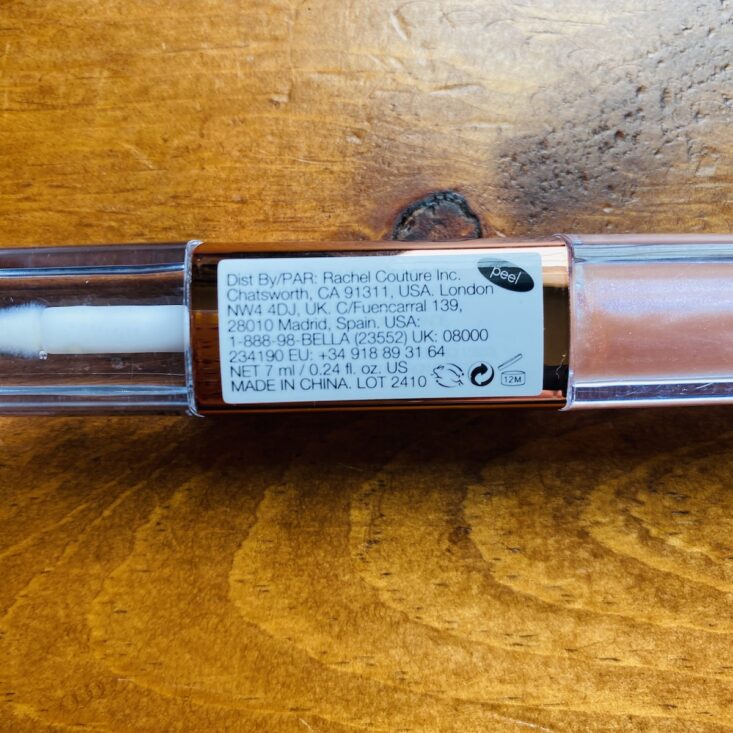 Dist By/PAR: Rachel Couture Inc.
peel
Chatsworth, CA 91311, USA. London
NW4 4DJ, UK. C/Fuencarral 139,
28010 Madrid, Spain. USA:
1-888-98-BELLA (23552) UK: 08000
234190 EU: +34 918 89 31 64
NET 7 ml / 0.24 fl. oz. US
MADE IN CHINA. LOT 2410
12M